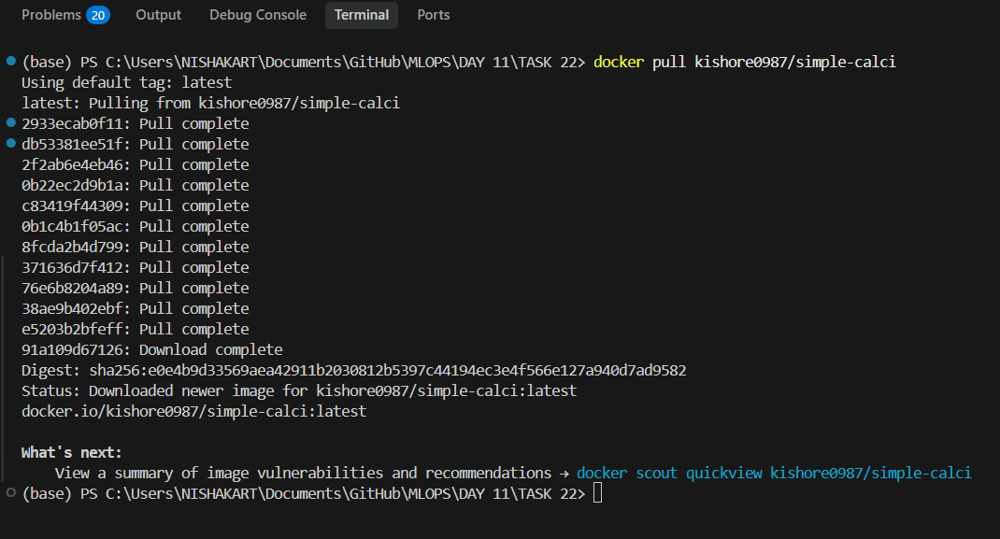 Problems 20 Output Debug Console Terminal Ports
(base) PS C:\Users\NISHAKART\Documents\GitHub\MLOPS\DAY 11\TASK 22> docker pull kishore0987/simple-calci
Using default tag: latest
latest: Pulling from kishore0987/simple-calci
2933ecab0f11: Pull complete
db53381ee51f: Pull complete
2f2ab6e4eb46: Pull complete
0b22ec2d9b1a: Pull complete
c83419f44309: Pull complete
0b1c4b1f05ac: Pull complete
8fcda2b4d799: Pull complete
371636d7f412: Pull complete
76e6b8204a89: Pull complete
38ae9b402ebf: Pull complete
e5203b2bfeff: Pull complete
91a109d67126: Download complete
Digest: sha256:e0e4b9d33569aea42911b2030812b5397c44194ec3e4f566e127a940d7ad9582
Status: Downloaded newer image for kishore0987/simple-calci:latest
docker.io/kishore0987/simple-calci:latest
What's next:
View a summary of image vulnerabilities and recommendations → docker scout quickview kishore0987/simple-calci
(base) PS C:\Users\NISHAKART\Documents\GitHub\MLOPS\DAY 11\TASK 22>